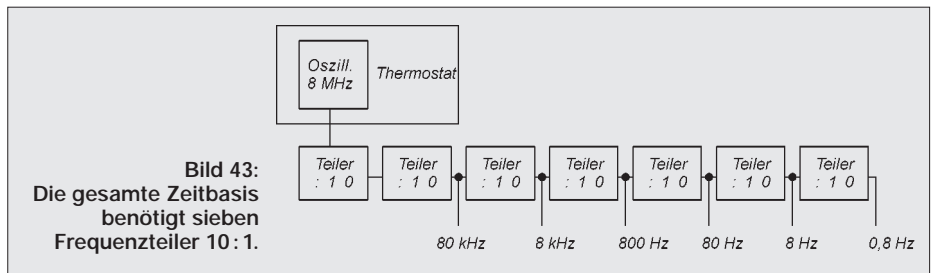 Oszill.
8 MHz
Thermostat
Teiler
: 1 0
Teiler
: 1 0
Teiler
: 1 0
Teiler
: 1 0
Teiler
: 1 0
Teiler
: 1 0
Teiler
: 1 0
80 kHz
8 kHz
800 Hz
80 Hz
8 Hz
0,8 Hz
Bild 43:
Die gesamte Zeitbasis
benötigt sieben
Frequenzteiler 10:1.